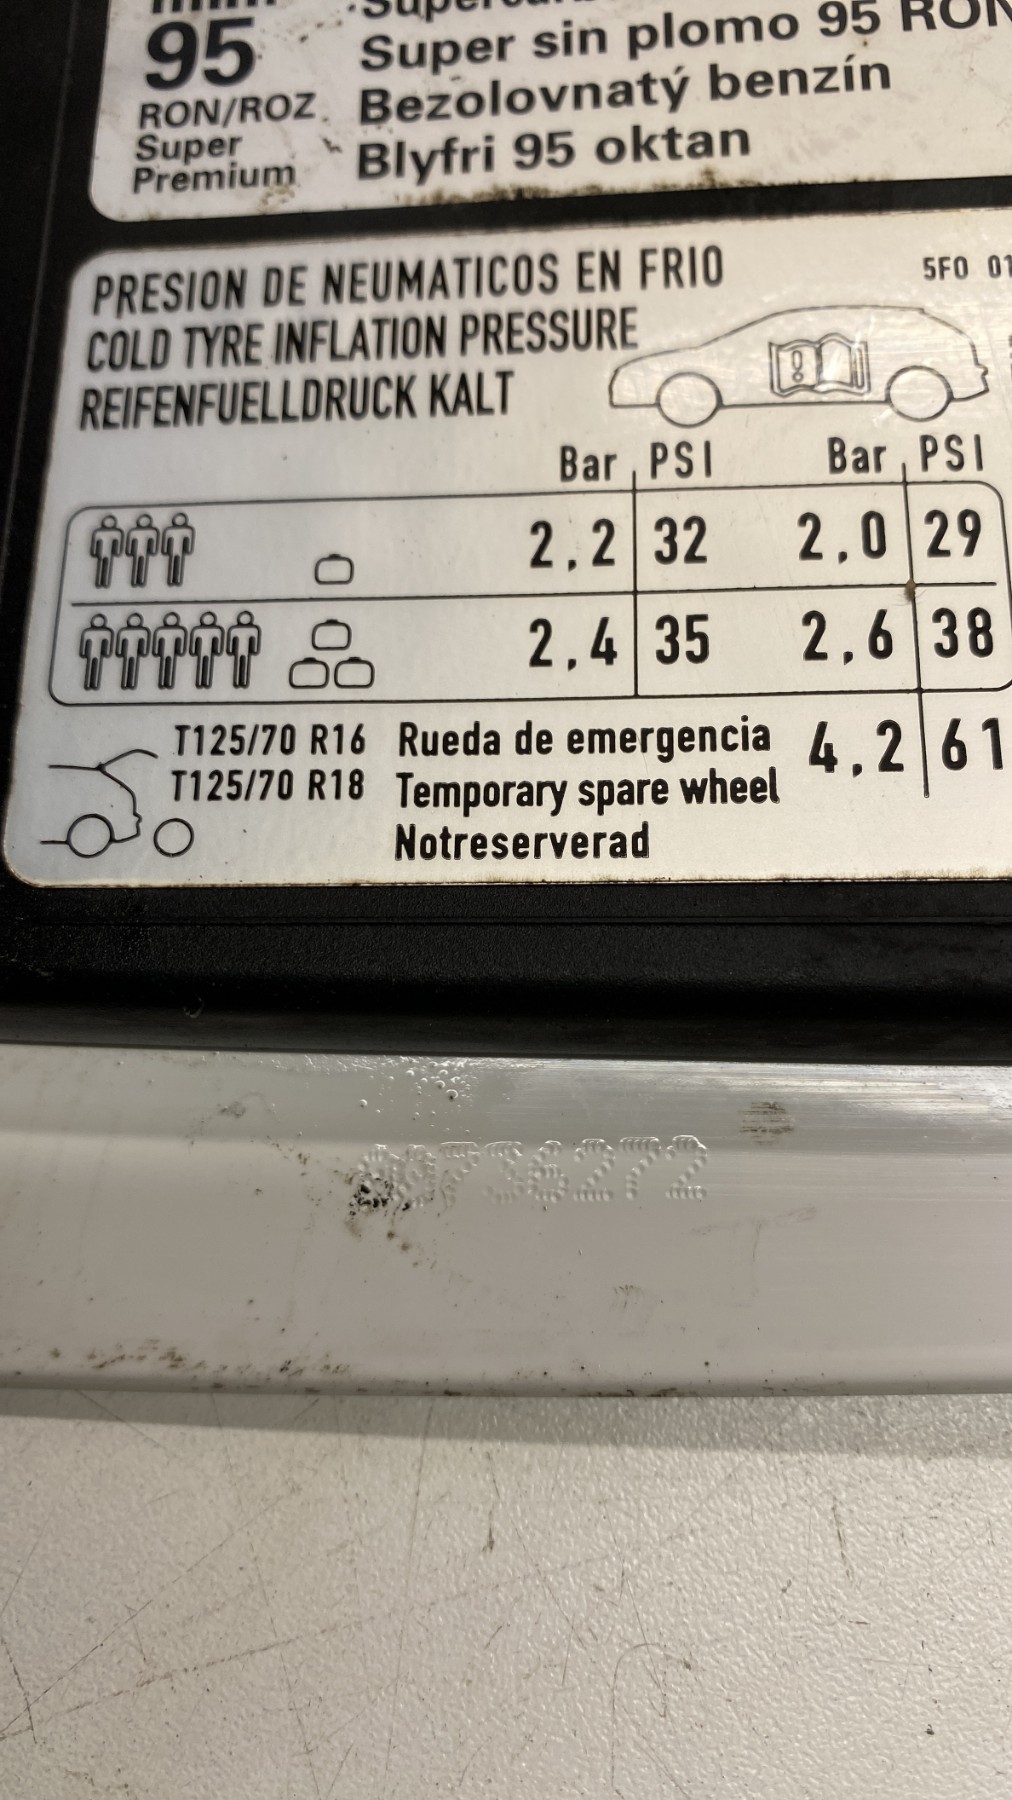 95
RON/ROZ
Super
Premium
Super sin plomo 95 RON
Bezolovnatý benzín
Blyfri 95 oktan
PRESION DE NEUMATICOS EN FRIO
COLD TYRE INFLATION PRESSURE
REIFENFUELLDRUCK KALT
5F0 01
Bar PSI Bar PSI
2,2 32 2,0 29
2,4 35 2,6 38
T125/70 R16
T125/70 R18
Rueda de emergencia
Temporary spare wheel
Notreserverad
4,2 61